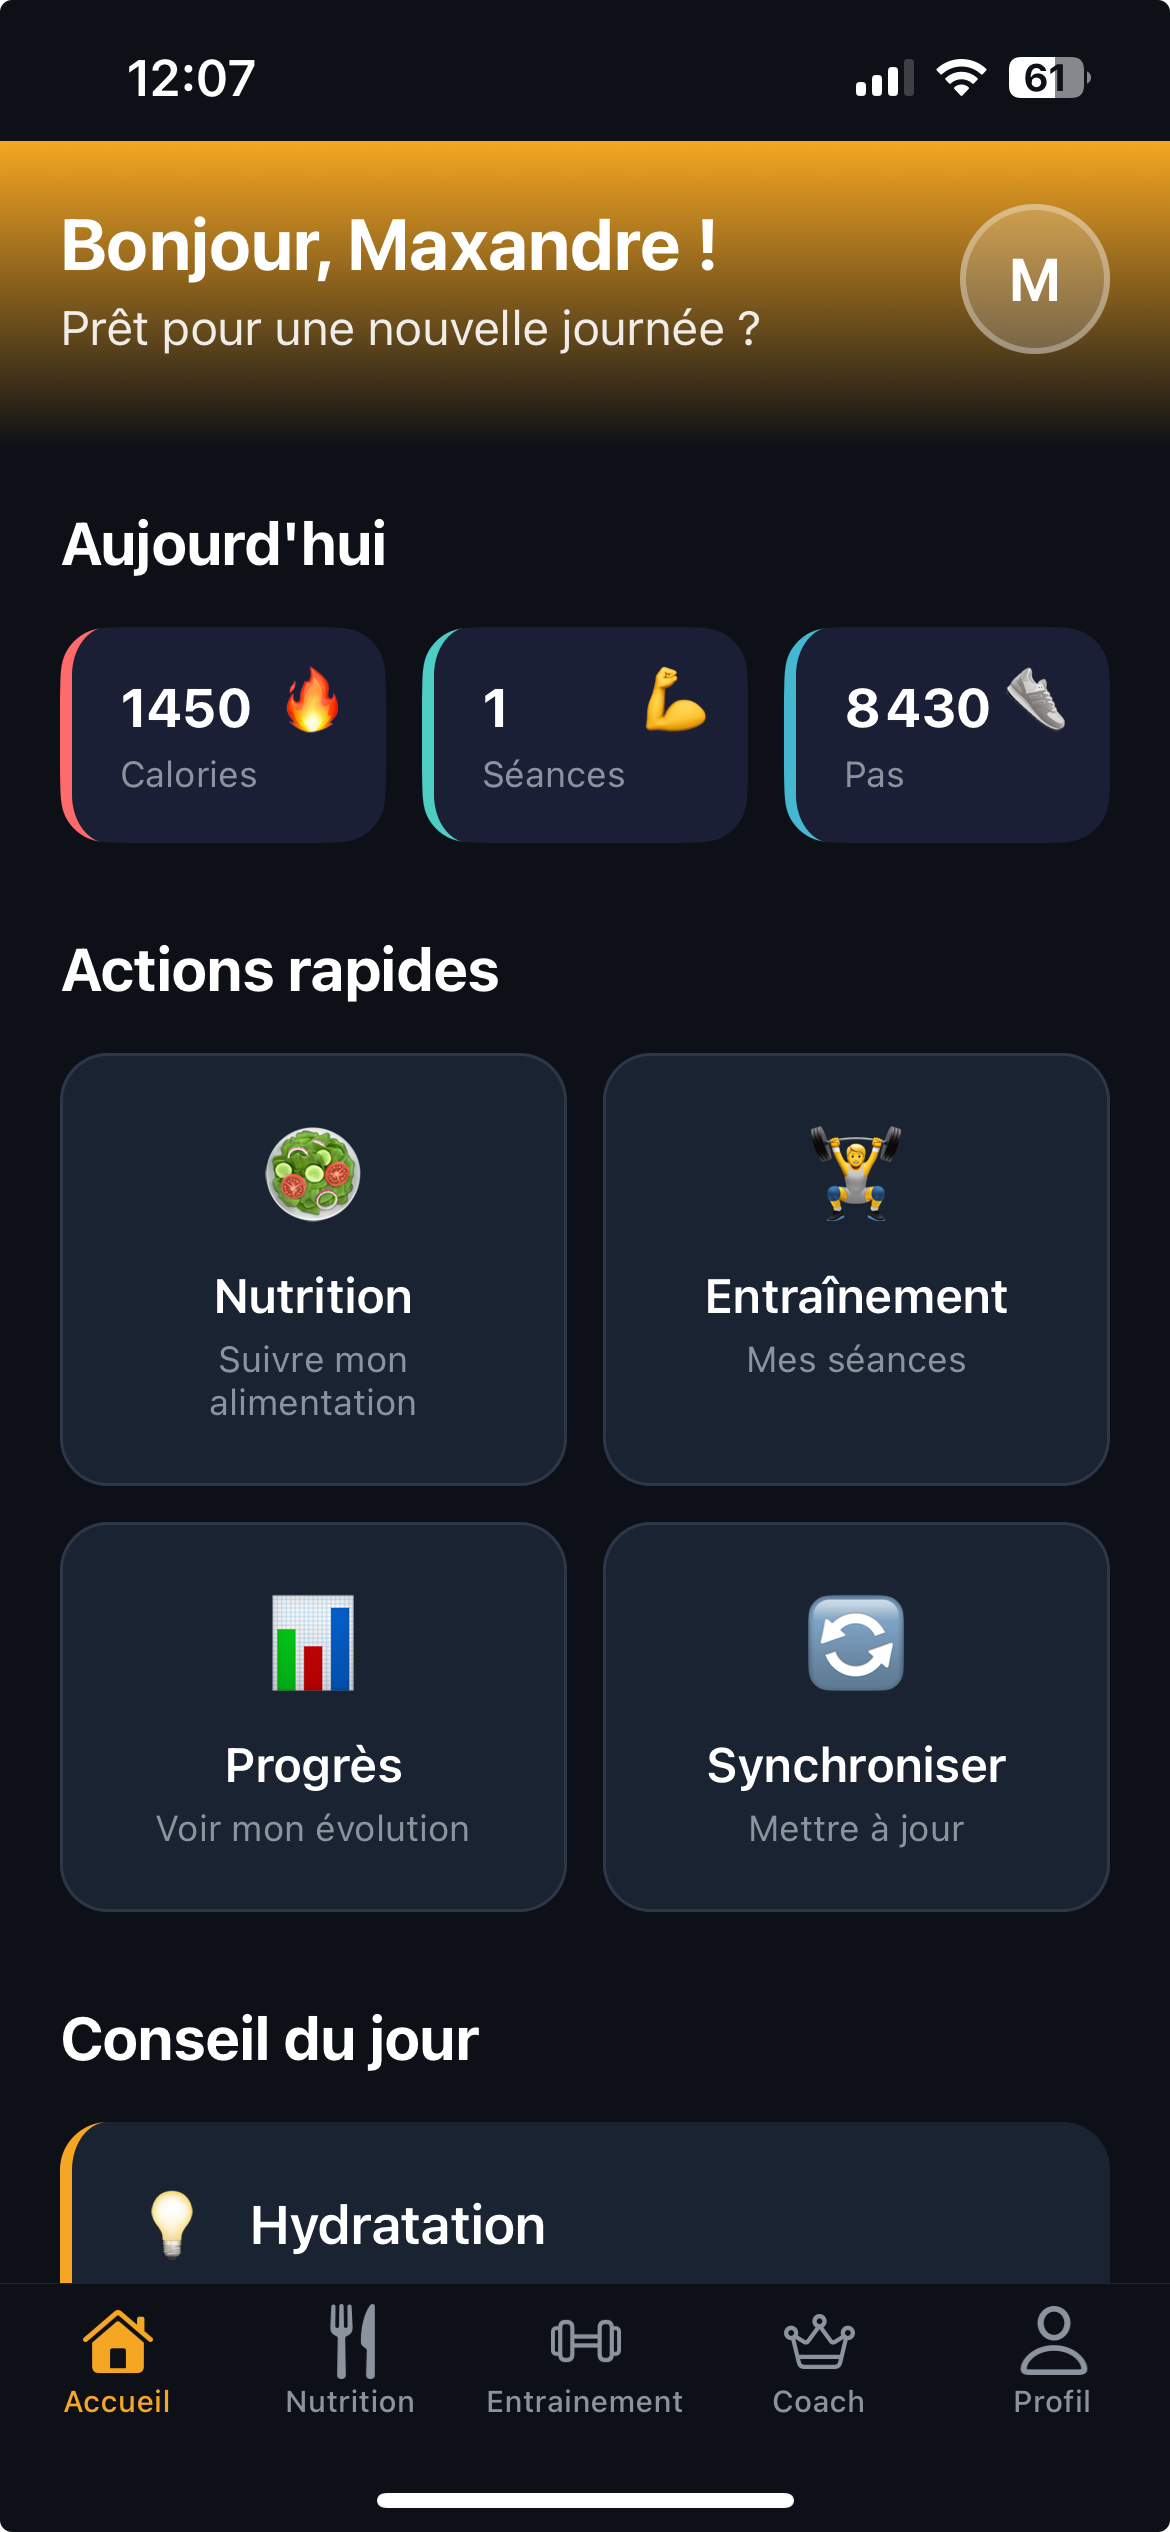 12:07
61
Bonjour, Maxandre !
Prêt pour une nouvelle journée ?
M
Aujourd'hui
1450
Calories
1
Séances
8 430
Pas
Actions rapides
Nutrition
Suivre mon
alimentation
Entraînement
Mes séances
Progrès
Voir mon évolution
Synchroniser
Mettre à jour
Conseil du jour
Hydratation
Accueil
Nutrition
Entrainement
Coach
Profil